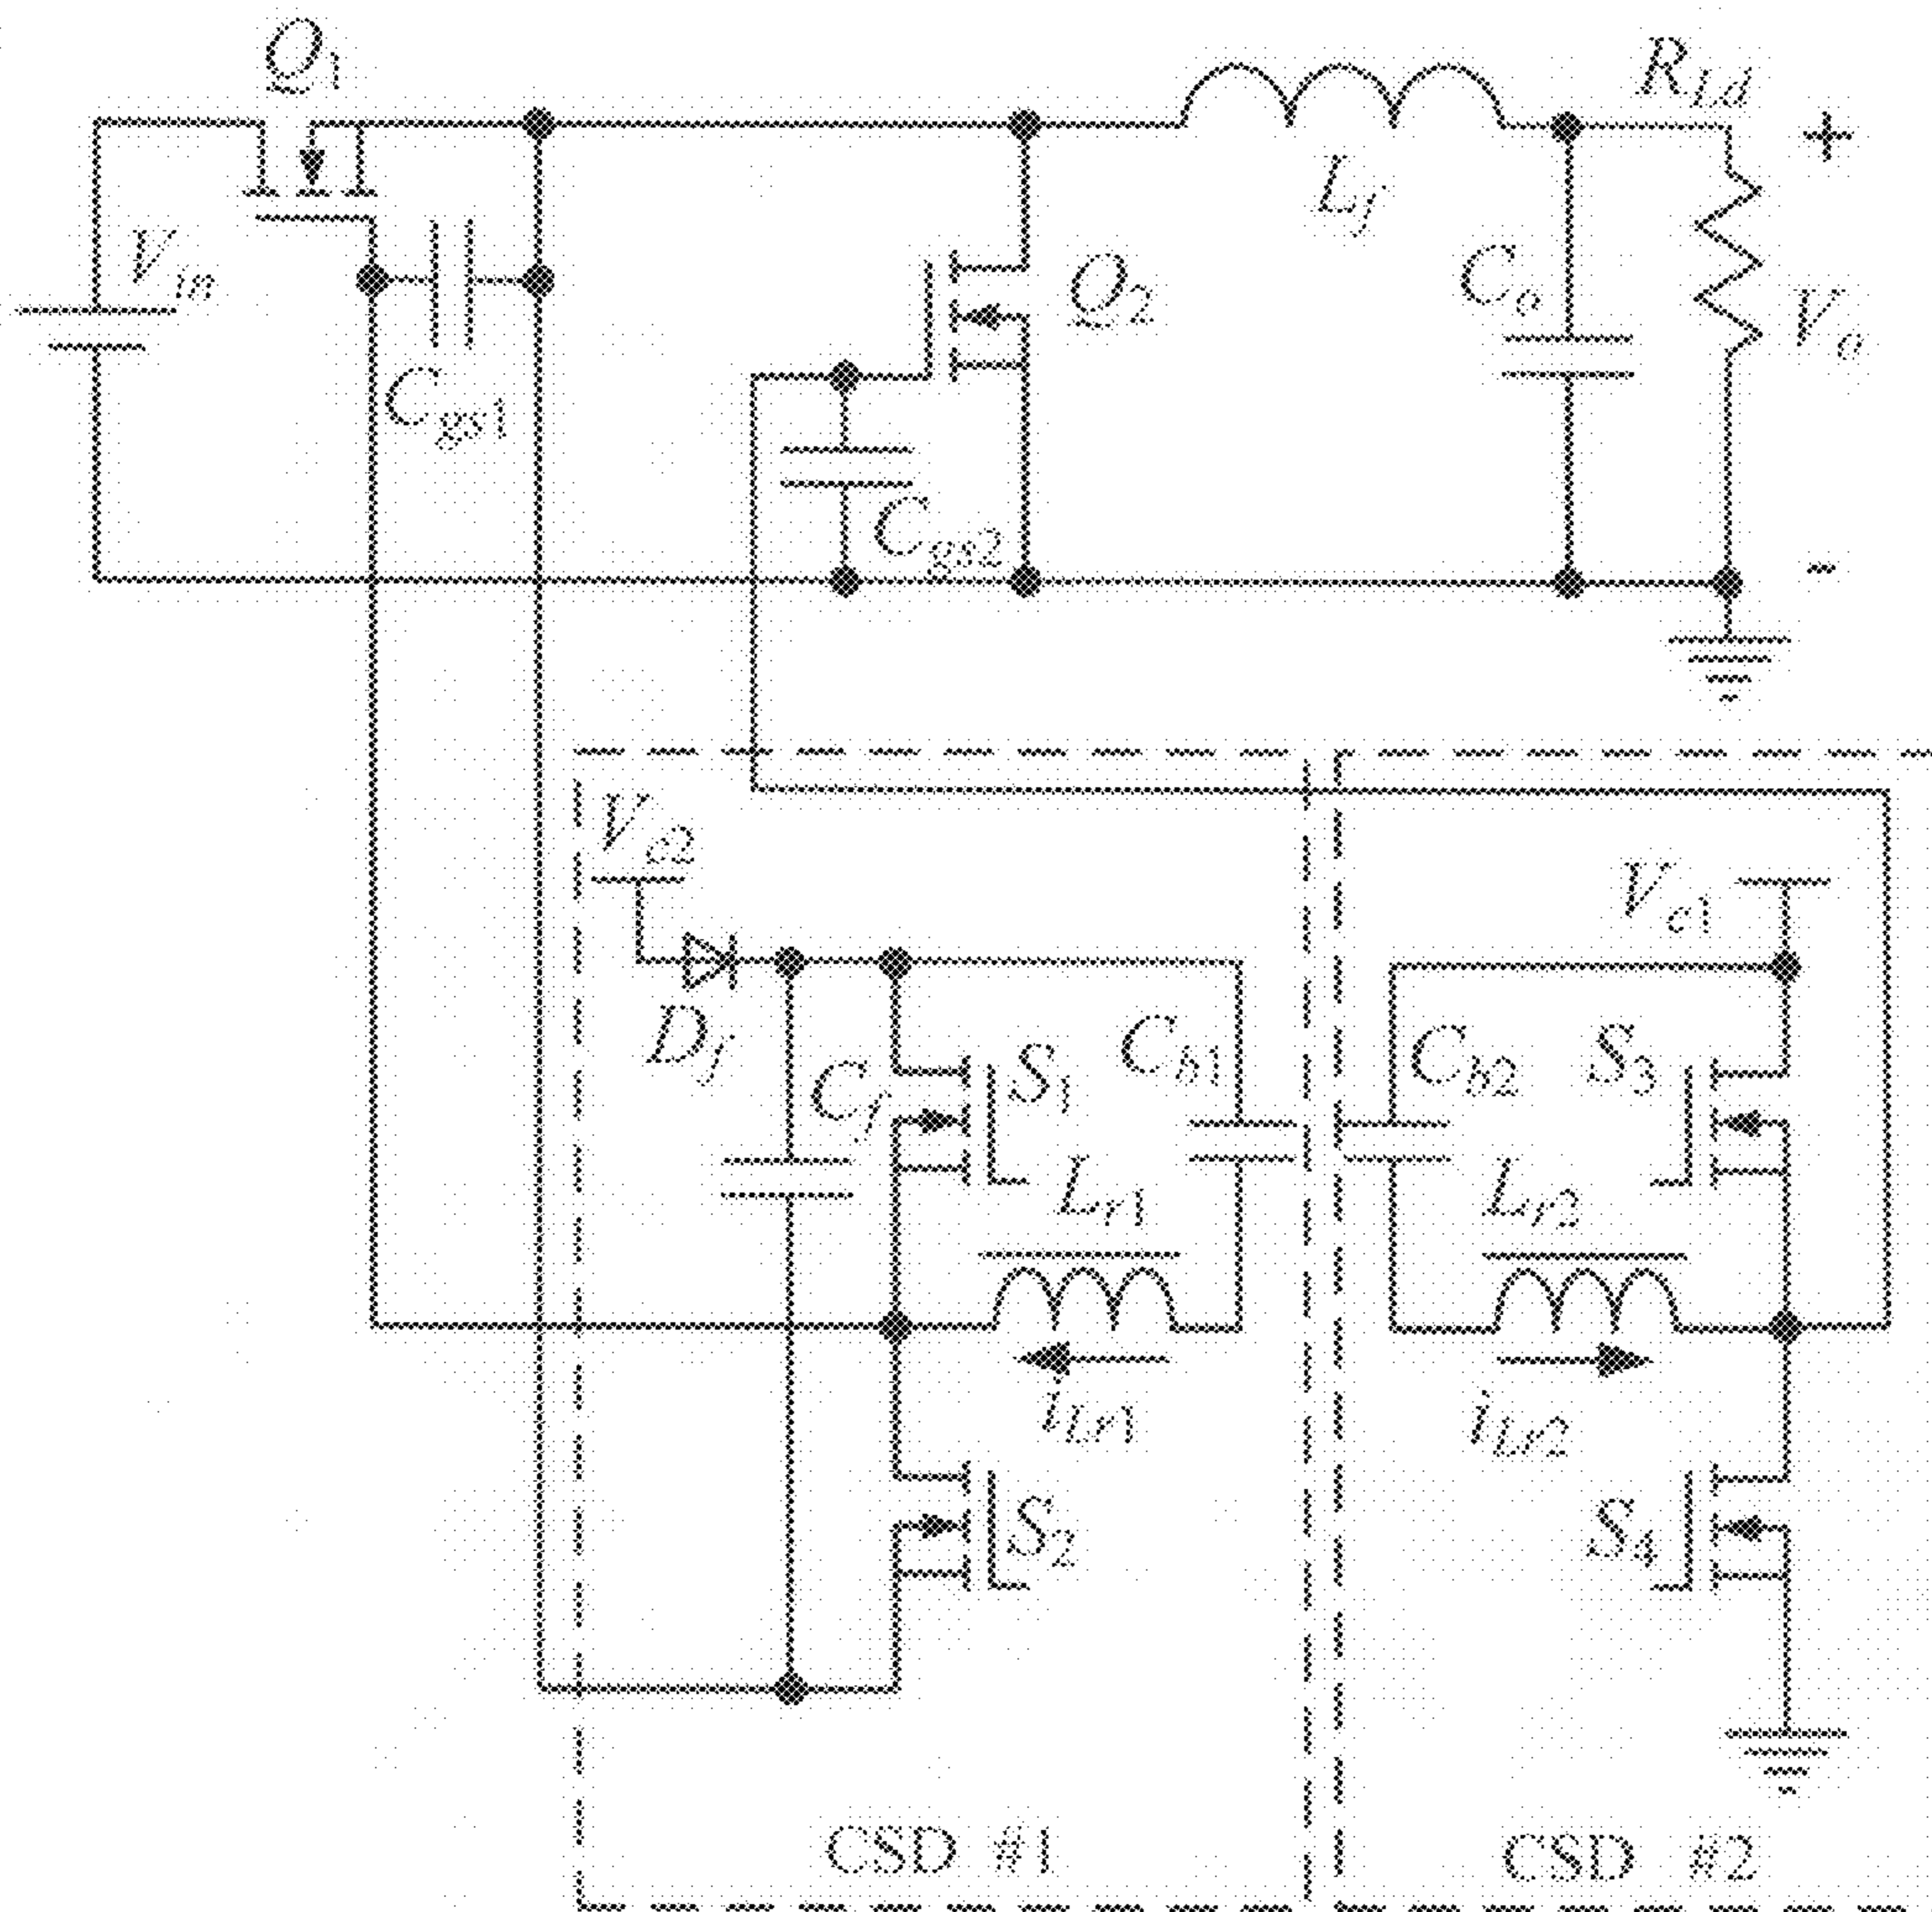 Q1
RLd
+
Vin
Lf
Cgs1
Q2
Co
Vo
Cgs2
-
Vc2
Vc1
Df
Cf
S1
Cb1
Cb2
S3
Lr1
Lr2
iLr1
iLr2
S2
S4
CSD #1
CSD #2